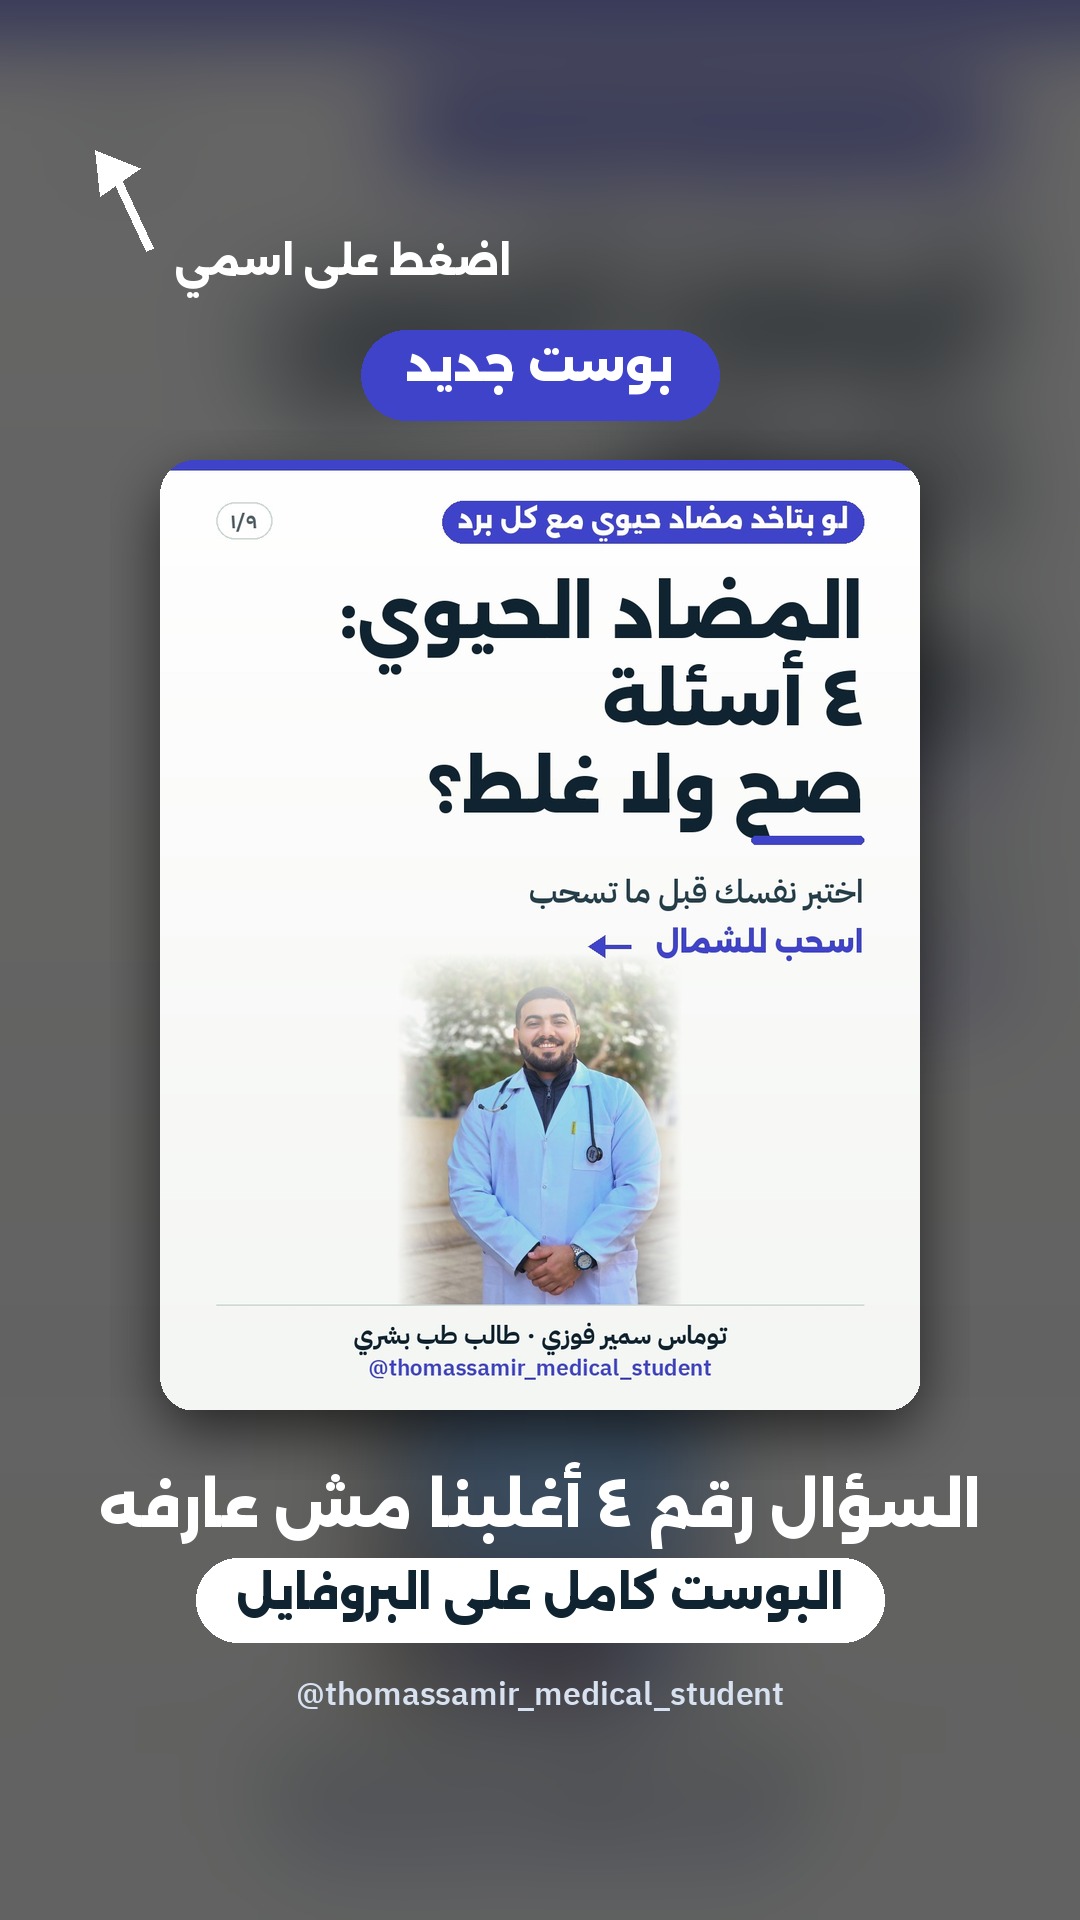 اضغط على اسمي
بوست جديد
لو بتاخد مضاد حيوي مع كل برد
١/٩
المضاد الحيوي:
٤ أسئلة
صح ولا غلط؟
اختبر نفسك قبل ما تسحب
اسحب للشمال
توماس سمير فوزي · طالب طب بشري
@thomassamir_medical_student
السؤال رقم ٤ أغلبنا مش عارفه
البوست كامل على البروفايل
@thomassamir_medical_student